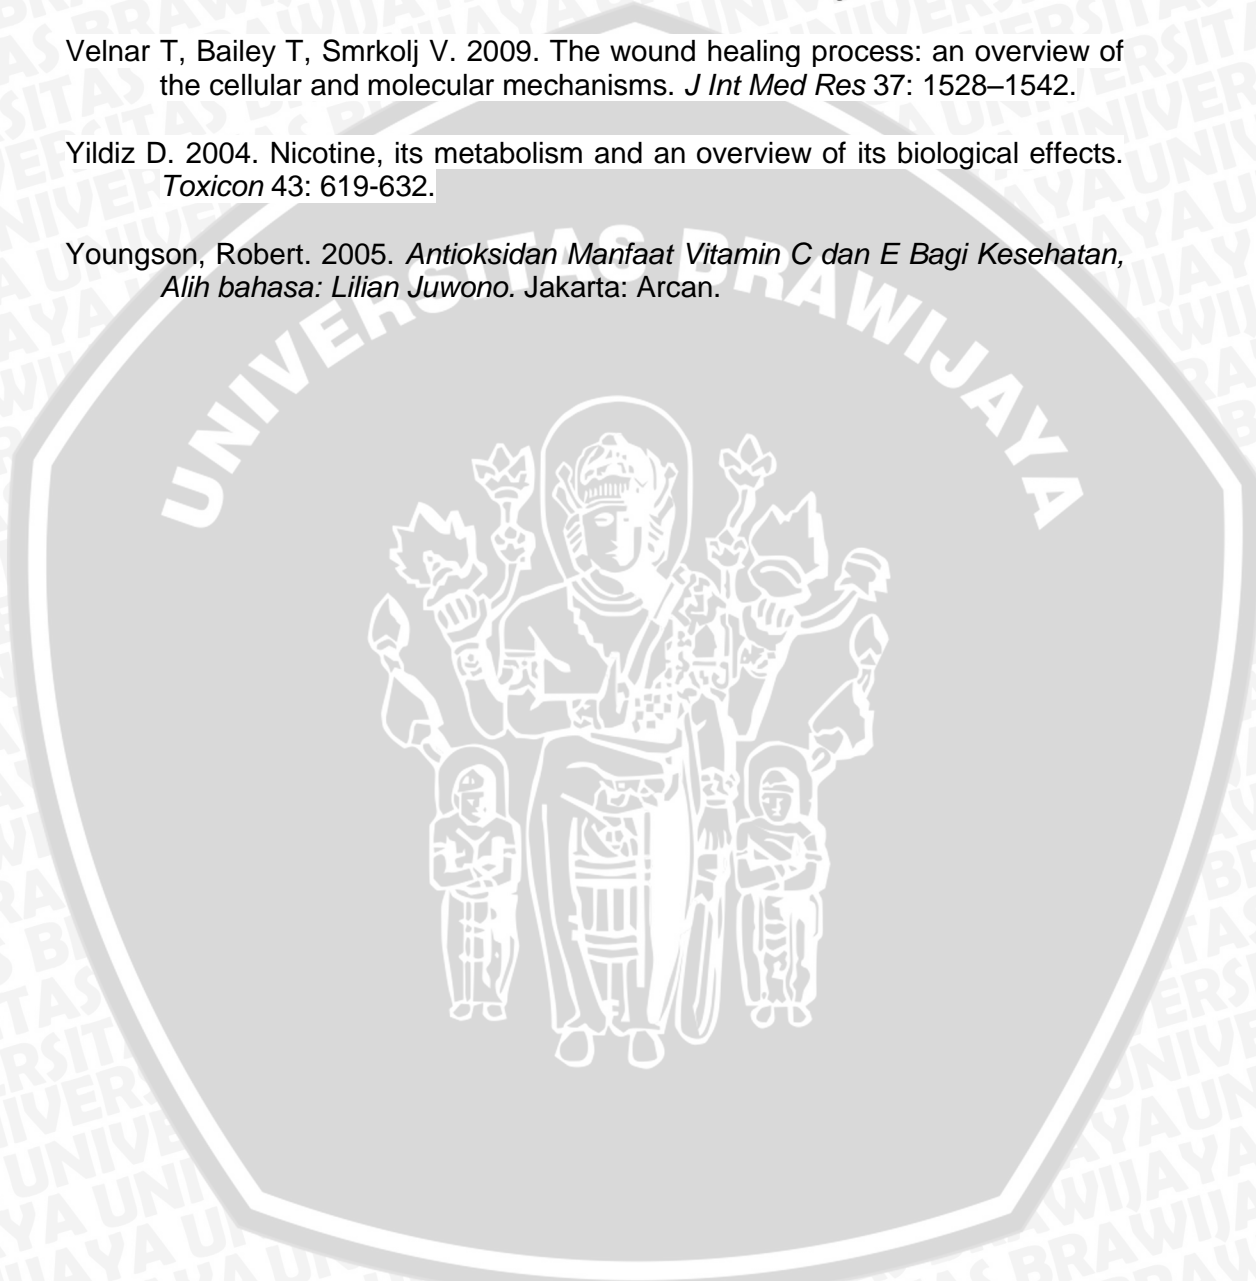 Velnar T, Bailey T, Smrkolj V. 2009. The wound healing process: an overview of
the cellular and molecular mechanisms. J Int Med Res 37: 1528–1542.
Yildiz D. 2004. Nicotine, its metabolism and an overview of its biological effects.
Toxicon 43: 619-632.
Youngson, Robert. 2005. Antioksidan Manfaat Vitamin C dan E Bagi Kesehatan,
Alih bahasa: Lilian Juwono. Jakarta: Arcan.
UNIVERSITAS BRAWIJAYA